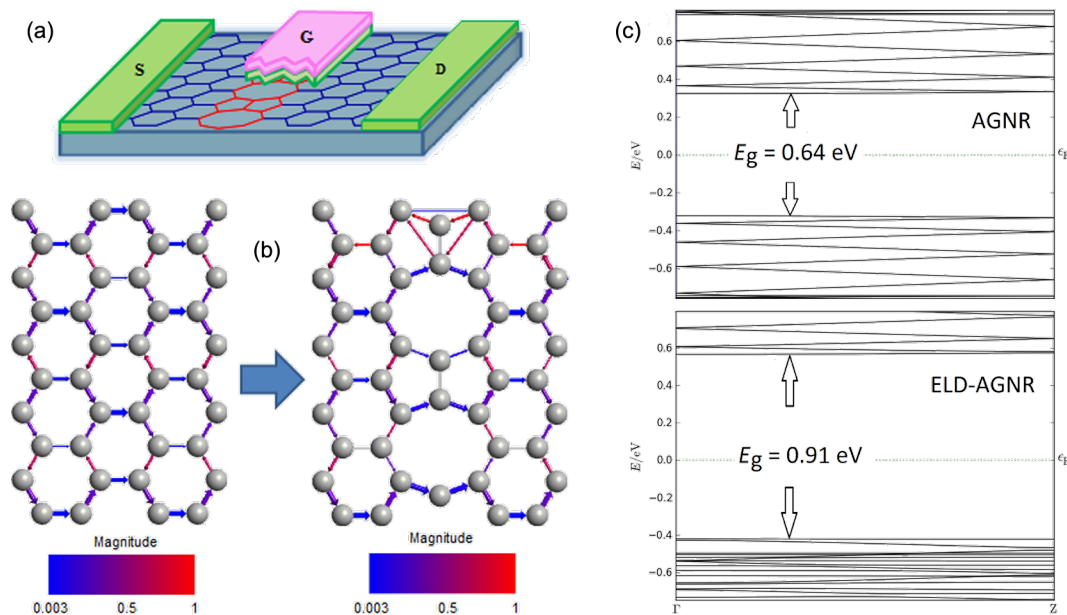 (a)
S
G
D
(b)
Magnitude
0.003 0.5 1
Magnitude
0.003 0.5 1
(c)
0.6
0.4
0.2
0.0
−0.2
−0.4
−0.6
E/eV
AGNR
Eg = 0.64 eV
ϵF
0.6
0.4
0.2
0.0
−0.2
−0.4
−0.6
E/eV
ELD-AGNR
Eg = 0.91 eV
ϵF
Γ Z